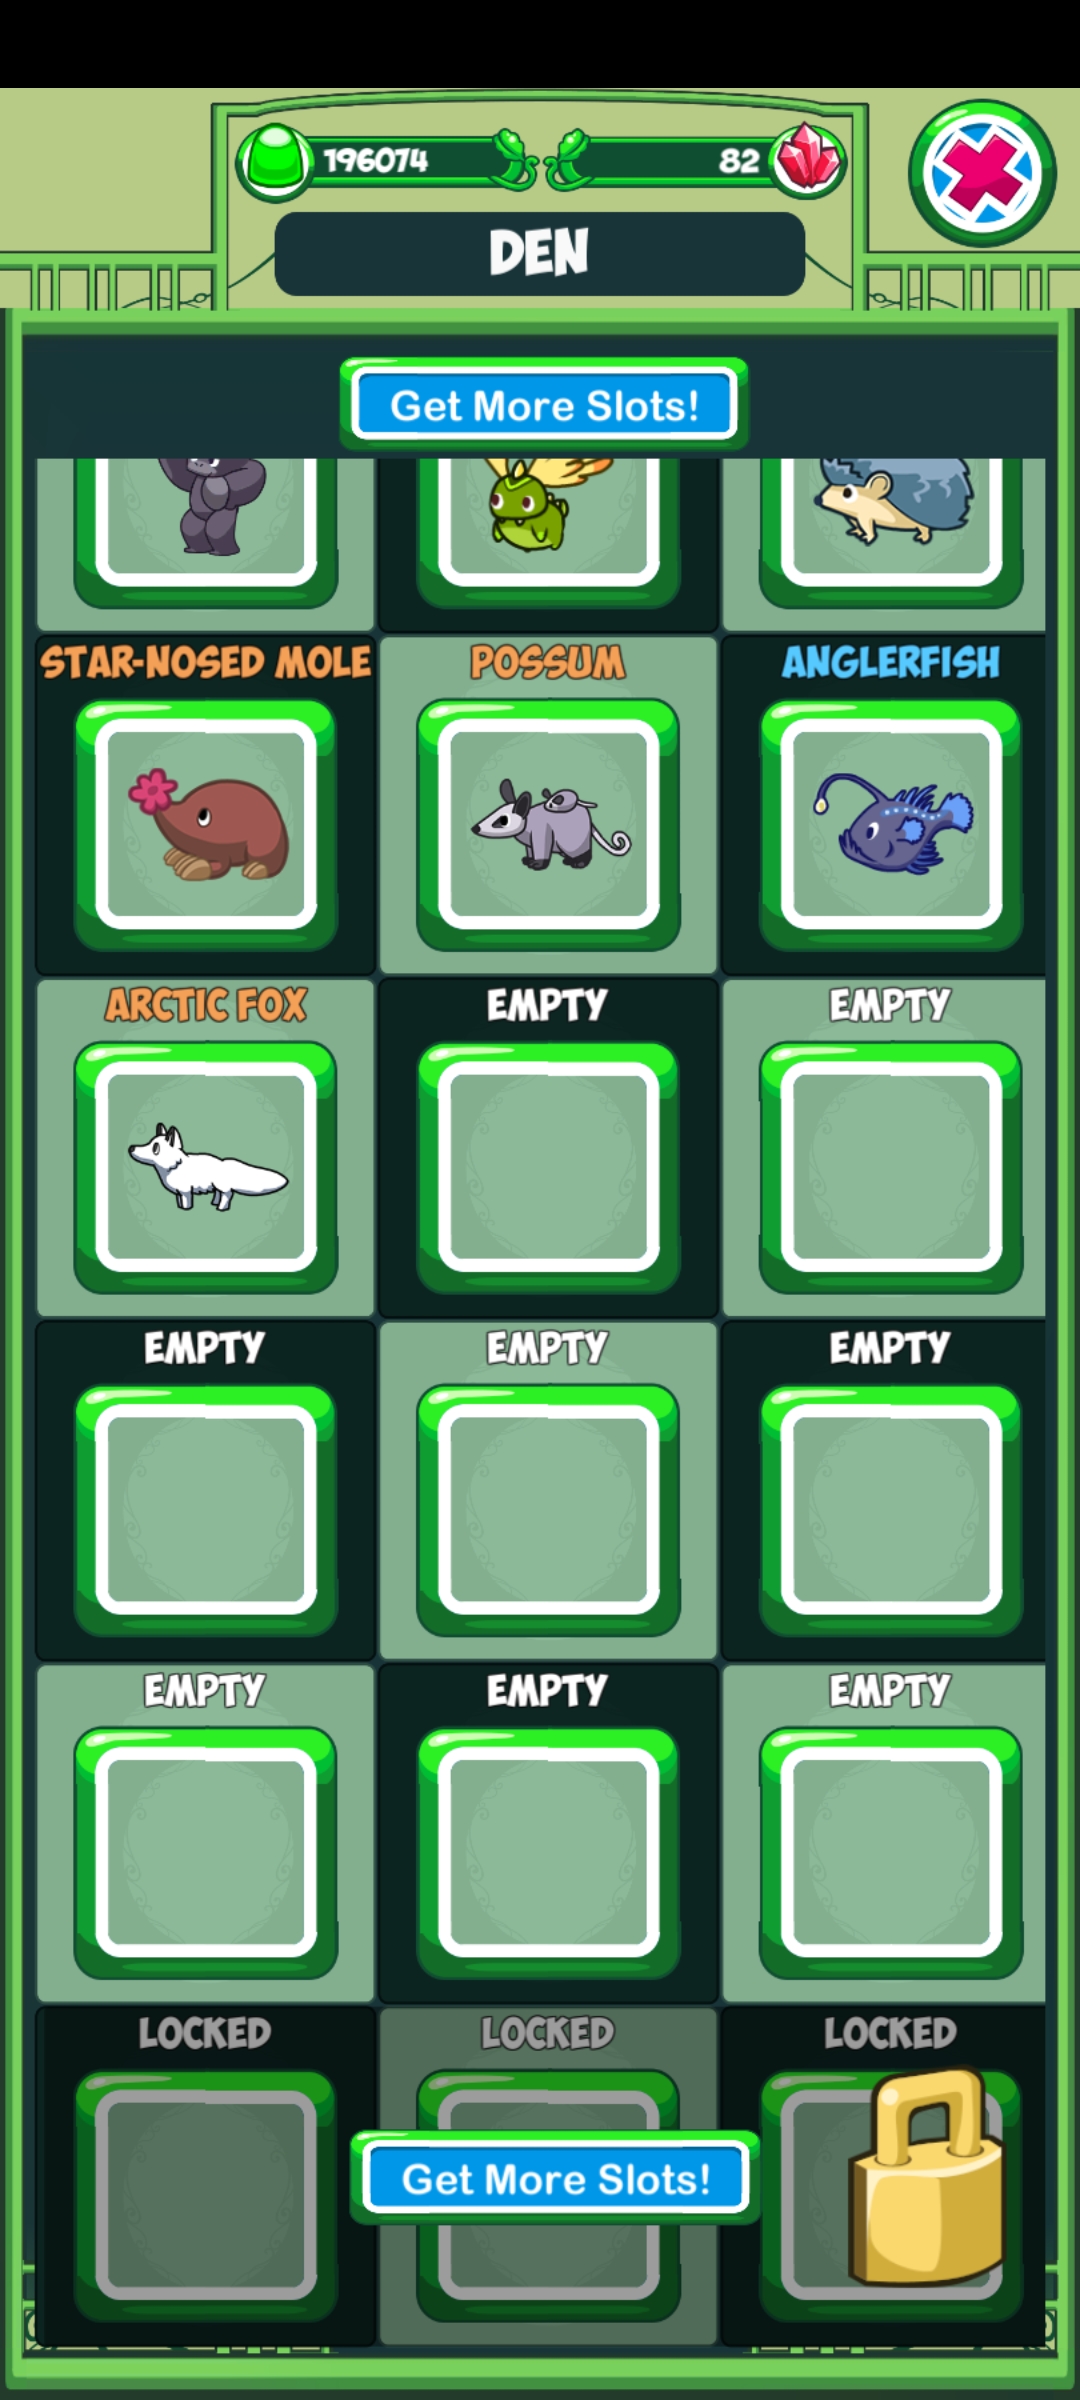 196074
82
DEN
Get More Slots!
STAR-NOSED MOLE
POSSUM
ANGLERFISH
ARCTIC FOX
EMPTY
EMPTY
EMPTY
EMPTY
EMPTY
EMPTY
EMPTY
EMPTY
LOCKED
LOCKED
LOCKED
Get More Slots!